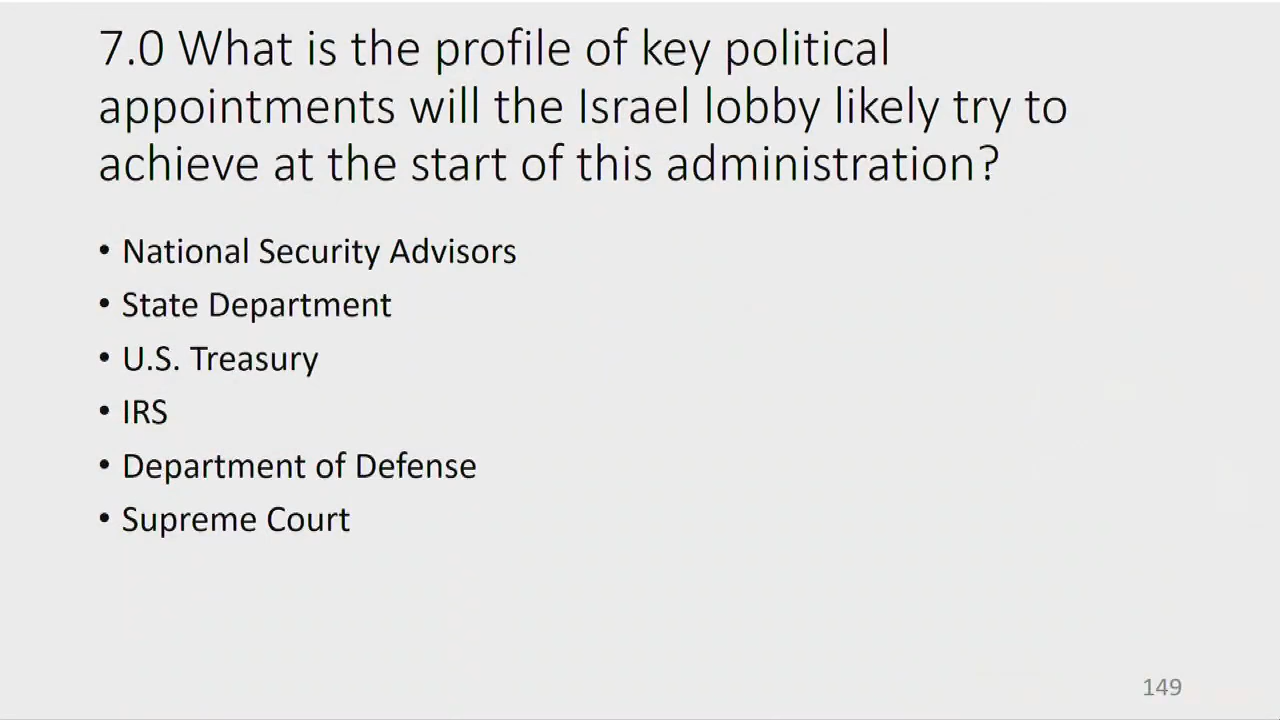 7.0 What is the profile of key political
appointments will the Israel lobby likely try to
achieve at the start of this administration?
• National Security Advisors
• State Department
• U.S. Treasury
• IRS
• Department of Defense
• Supreme Court
149